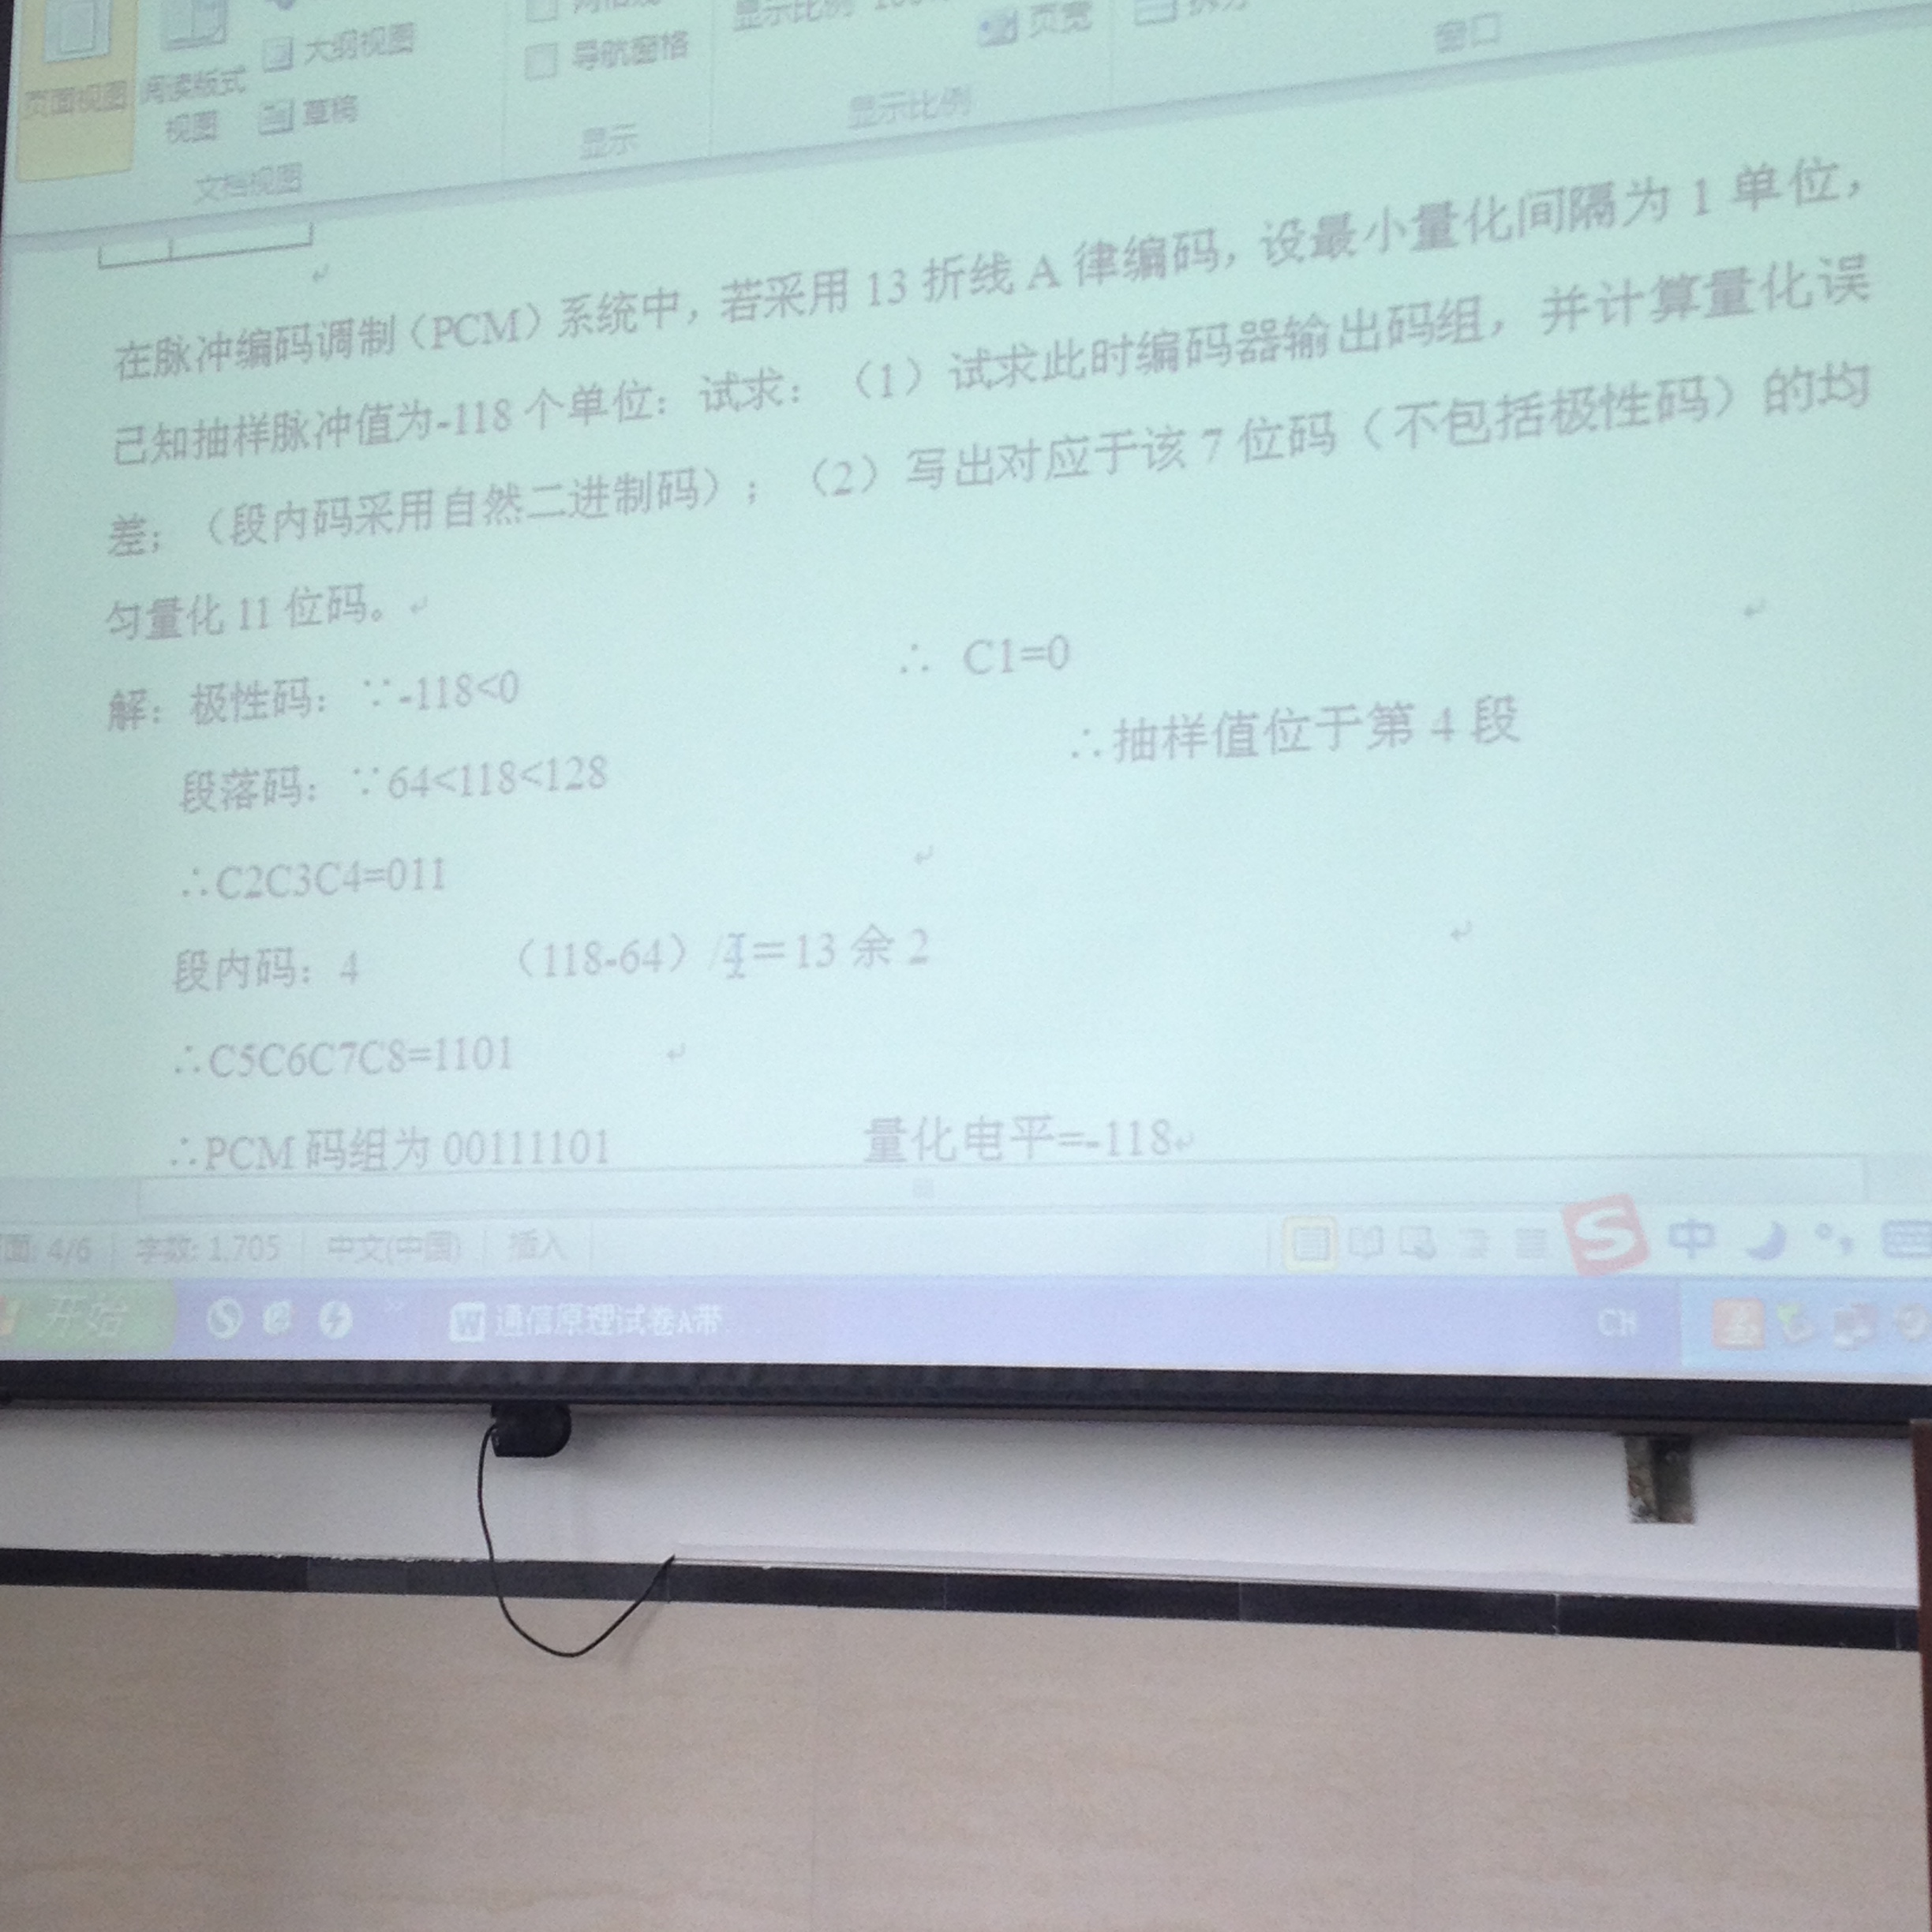 大纲视图
导航窗格
显示比例
页宽
页面视图
阅读版式
视图
草稿
窗口
文档视图
显示
显示比例
在脉冲编码调制（PCM）系统中，若采用 13 折线 A 律编码，设最小量化间隔为 1 单位，
已知抽样脉冲值为-118 个单位：试求：（1）试求此时编码器输出码组，并计算量化误
差；（段内码采用自然二进制码）；（2）写出对应于该 7 位码（不包括极性码）的均
匀量化 11 位码。
解：极性码：∵-118<0 ∴ C1=0
段落码：∵64<118<128 ∴抽样值位于第 4 段
∴C2C3C4=011
段内码：4 （118-64）/4＝13 余 2
∴C5C6C7C8=1101
∴PCM 码组为 00111101 量化电平=-118
面: 4/6 字数: 1,705 中文(中国) 插入
S 中
开始 通信原理试卷A带 CH